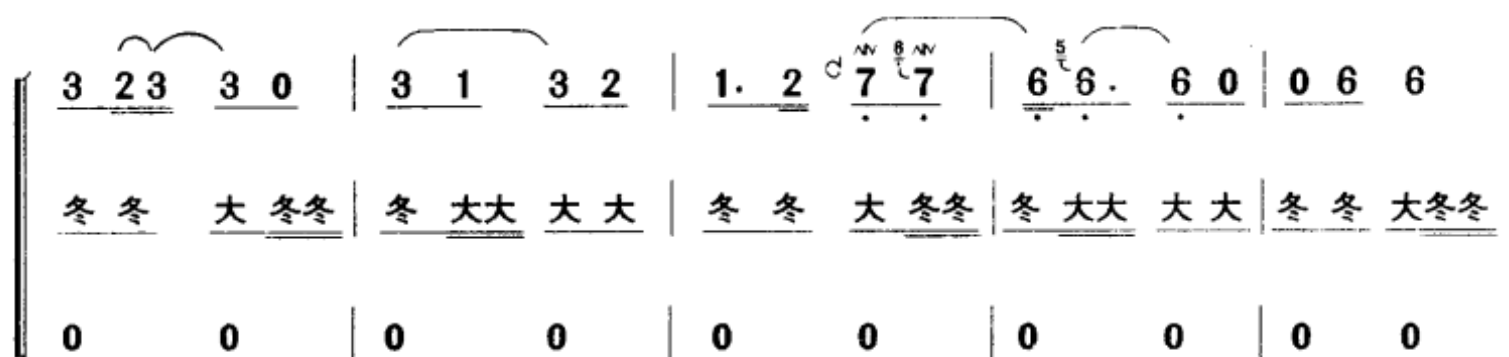 3 23 3 0 | 3 1 3 2 | 1. 2 7 6 7 | 6 5 6. 6 0 | 0 6 6
冬 冬 大 冬冬 | 冬 大大 大 大 | 冬 冬 大 冬冬 | 冬 大大 大 大 | 冬 冬 大冬冬
0 0 | 0 0 | 0 0 | 0 0 | 0 0